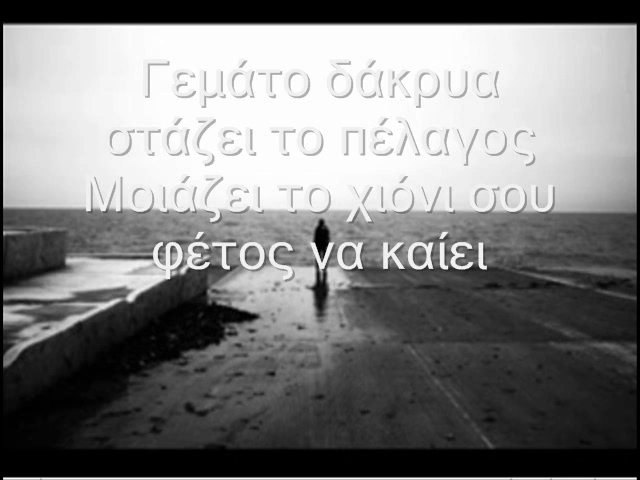 Γεμάτο δάκρυα
στάζει το πέλαγος
Μοιάζει το χιόνι σου
φέτος να καίει